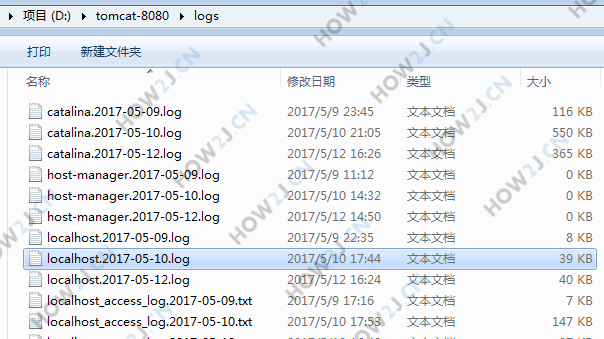 项目 (D:) ▸ tomcat-8080 ▸ logs
打印 新建文件夹
名称 修改日期 类型 大小
catalina.2017-05-09.log 2017/5/9 23:45 文本文档 116 KB
catalina.2017-05-10.log 2017/5/10 21:05 文本文档 550 KB
catalina.2017-05-12.log 2017/5/12 16:26 文本文档 365 KB
host-manager.2017-05-09.log 2017/5/9 11:12 文本文档 0 KB
host-manager.2017-05-10.log 2017/5/10 14:32 文本文档 0 KB
host-manager.2017-05-12.log 2017/5/12 14:50 文本文档 0 KB
localhost.2017-05-09.log 2017/5/9 22:35 文本文档 8 KB
localhost.2017-05-10.log 2017/5/10 17:44 文本文档 39 KB
localhost.2017-05-12.log 2017/5/12 16:24 文本文档 40 KB
localhost_access_log.2017-05-09.txt 2017/5/9 17:16 文本文档 7 KB
localhost_access_log.2017-05-10.txt 2017/5/10 17:53 文本文档 147 KB
HOW2J.CN
HOW2J.CN
HOW2J.CN
HOW2J.CN
HOW2J.CN
HOW2J.CN